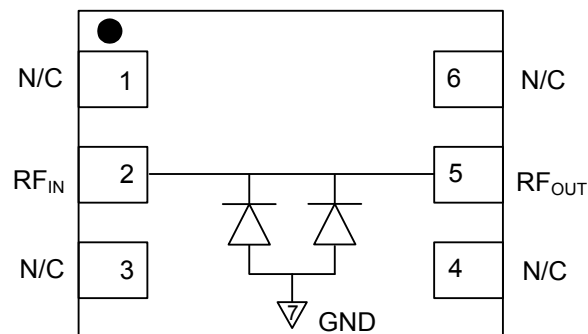 N/C 1 6 N/C
RFIN 2 5 RFOUT
N/C 3 4 N/C
7 GND